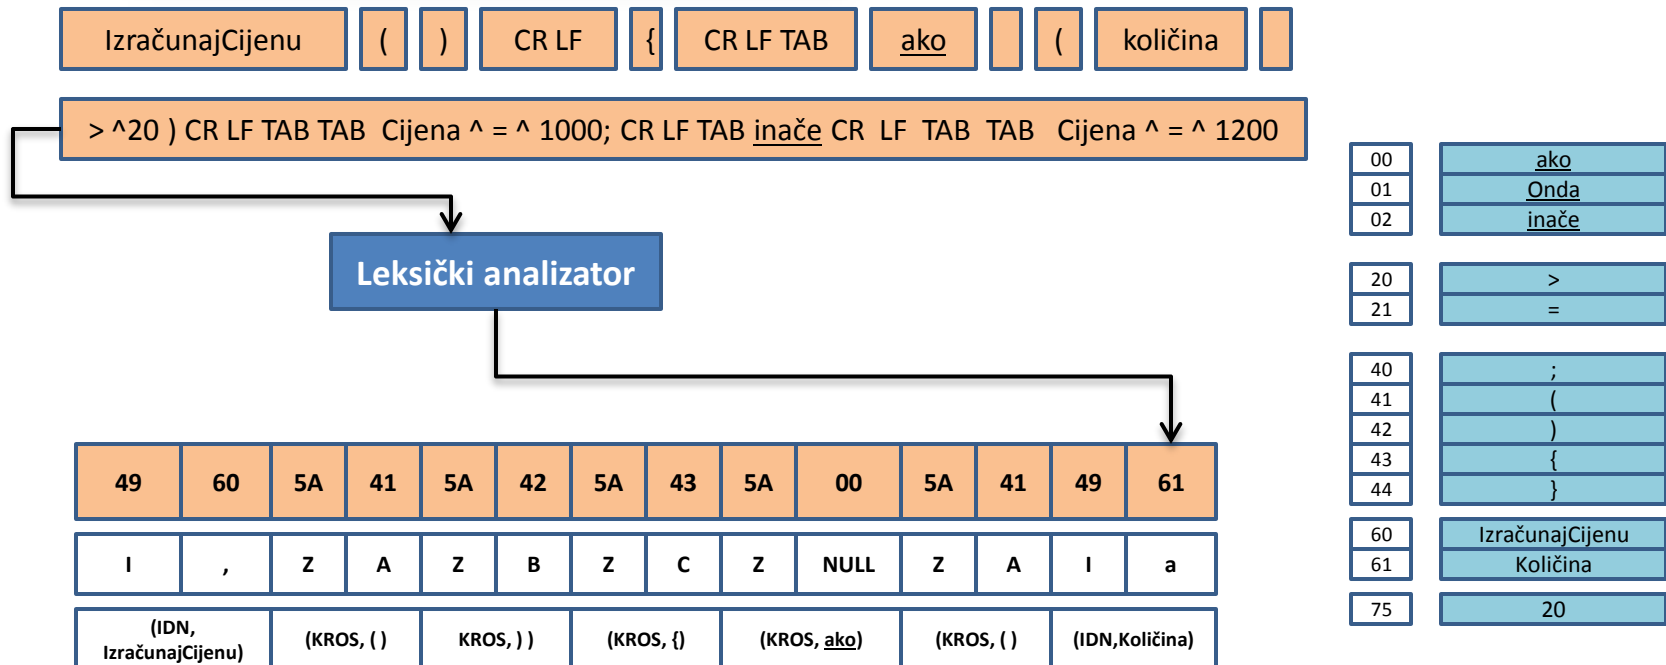 IzračunajCijenu ( ) CR LF { CR LF TAB ako ( količina
> ^20 ) CR LF TAB TAB Cijena ^ = ^ 1000; CR LF TAB inače CR LF TAB TAB Cijena ^ = ^ 1200
Leksički analizator
00 ako
01 Onda
02 inače
20 >
21 =
40 ;
41 (
42 )
43 {
44 }
60 IzračunajCijenu
61 Količina
75 20
49 60 5A 41 5A 42 5A 43 5A 00 5A 41 49 61
I , Z A Z B Z C Z NULL Z A I a
(IDN,
IzračunajCijenu)
(KROS, ( )
KROS, ) )
(KROS, {)
(KROS, ako)
(KROS, ( )
(IDN,Količina)